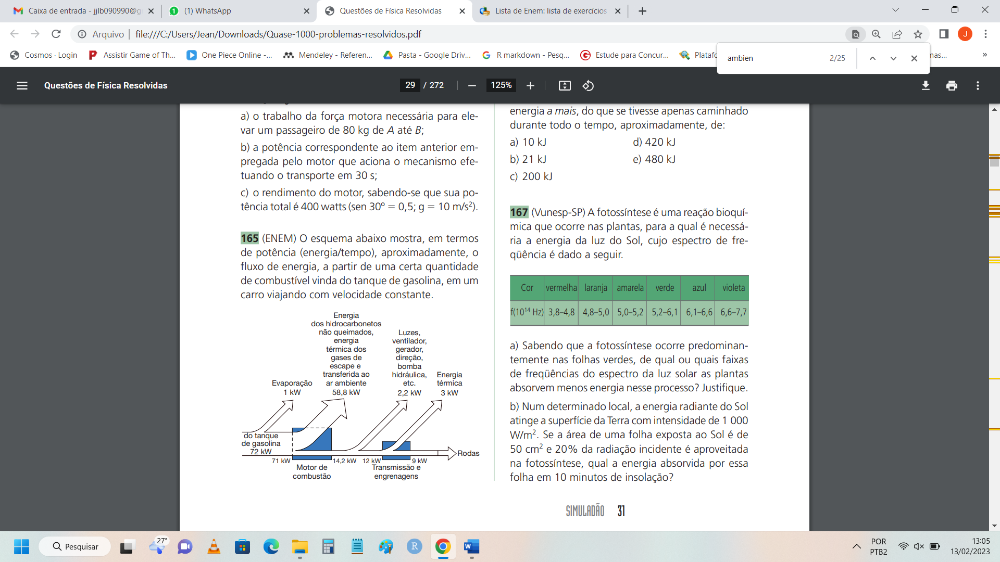 Caixa de entrada - jjlb090990@g
(1) WhatsApp
Questões de Física Resolvidas
Lista de Enem: lista de exercícios
Arquivo
file:///C:/Users/Jean/Downloads/Quase-1000-problemas-resolvidos.pdf
J
Cosmos · Login
Assistir Game of Th...
One Piece Online -...
Mendeley - Referen...
Pasta - Google Driv...
R markdown - Pesq...
Estude para Concur...
Platafo
mas...
»
ambien
2/25
Questões de Física Resolvidas
29 / 272
125%
a) o trabalho da força motora necessária para ele-
var um passageiro de 80 kg de A até B;
b) a potência correspondente ao item anterior em-
pregada pelo motor que aciona o mecanismo efe-
tuando o transporte em 30 s;
c) o rendimento do motor, sabendo-se que sua po-
tência total é 400 watts (sen 30º = 0,5; g = 10 m/s²).
165 (ENEM) O esquema abaixo mostra, em termos
de potência (energia/tempo), aproximadamente, o
fluxo de energia, a partir de uma certa quantidade
de combustível vinda do tanque de gasolina, em um
carro viajando com velocidade constante.
Evaporação
1 kW
Energia
dos hidrocarbonetos
não queimados,
energia
térmica dos
gases de
escape e
transferida ao
ar ambiente
58,8 kW
Luzes,
ventilador,
gerador,
direção,
bomba
hidráulica,
etc.
2,2 kW
Energia
térmica
3 kW
do tanque
de gasolina
72 kW
Rodas
71 kW
14,2 kW
12 kW
9 kW
Motor de
combustão
Transmissão e
engrenagens
energia a mais, do que se tivesse apenas caminhado
durante todo o tempo, aproximadamente, de:
a) 10 kJ
d) 420 kJ
b) 21 kJ
e) 480 kJ
c) 200 kJ
167 (Vunesp-SP) A fotossíntese é uma reação bioquí-
mica que ocorre nas plantas, para a qual é necessá-
ria a energia da luz do Sol, cujo espectro de fre-
qüência é dado a seguir.
Cor vermelha laranja amarela verde azul violeta
f(10¹⁴ Hz) 3,8–4,8 4,8–5,0 5,0–5,2 5,2–6,1 6,1–6,6 6,6–7,7
a) Sabendo que a fotossíntese ocorre predominan-
temente nas folhas verdes, de qual ou quais faixas
de freqüências do espectro da luz solar as plantas
absorvem menos energia nesse processo? Justifique.
b) Num determinado local, a energia radiante do Sol
atinge a superfície da Terra com intensidade de 1 000
W/m². Se a área de uma folha exposta ao Sol é de
50 cm² e 20% da radiação incidente é aproveitada
na fotossíntese, qual a energia absorvida por essa
folha em 10 minutos de insolação?
SIMULADÃO 31
Pesquisar
27°
R
W
POR
PTB2
13:05
13/02/2023